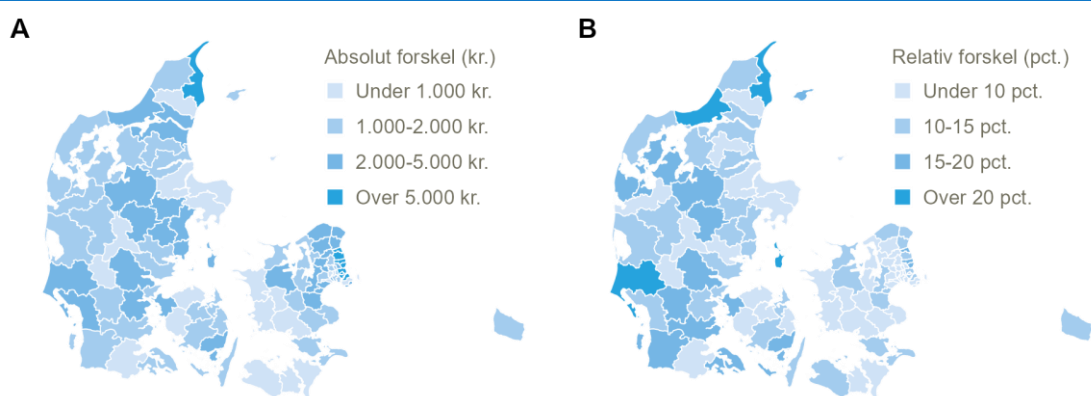 A
Absolut forskel (kr.)
Under 1.000 kr.
1.000-2.000 kr.
2.000-5.000 kr.
Over 5.000 kr.
B
Relativ forskel (pct.)
Under 10 pct.
10-15 pct.
15-20 pct.
Over 20 pct.